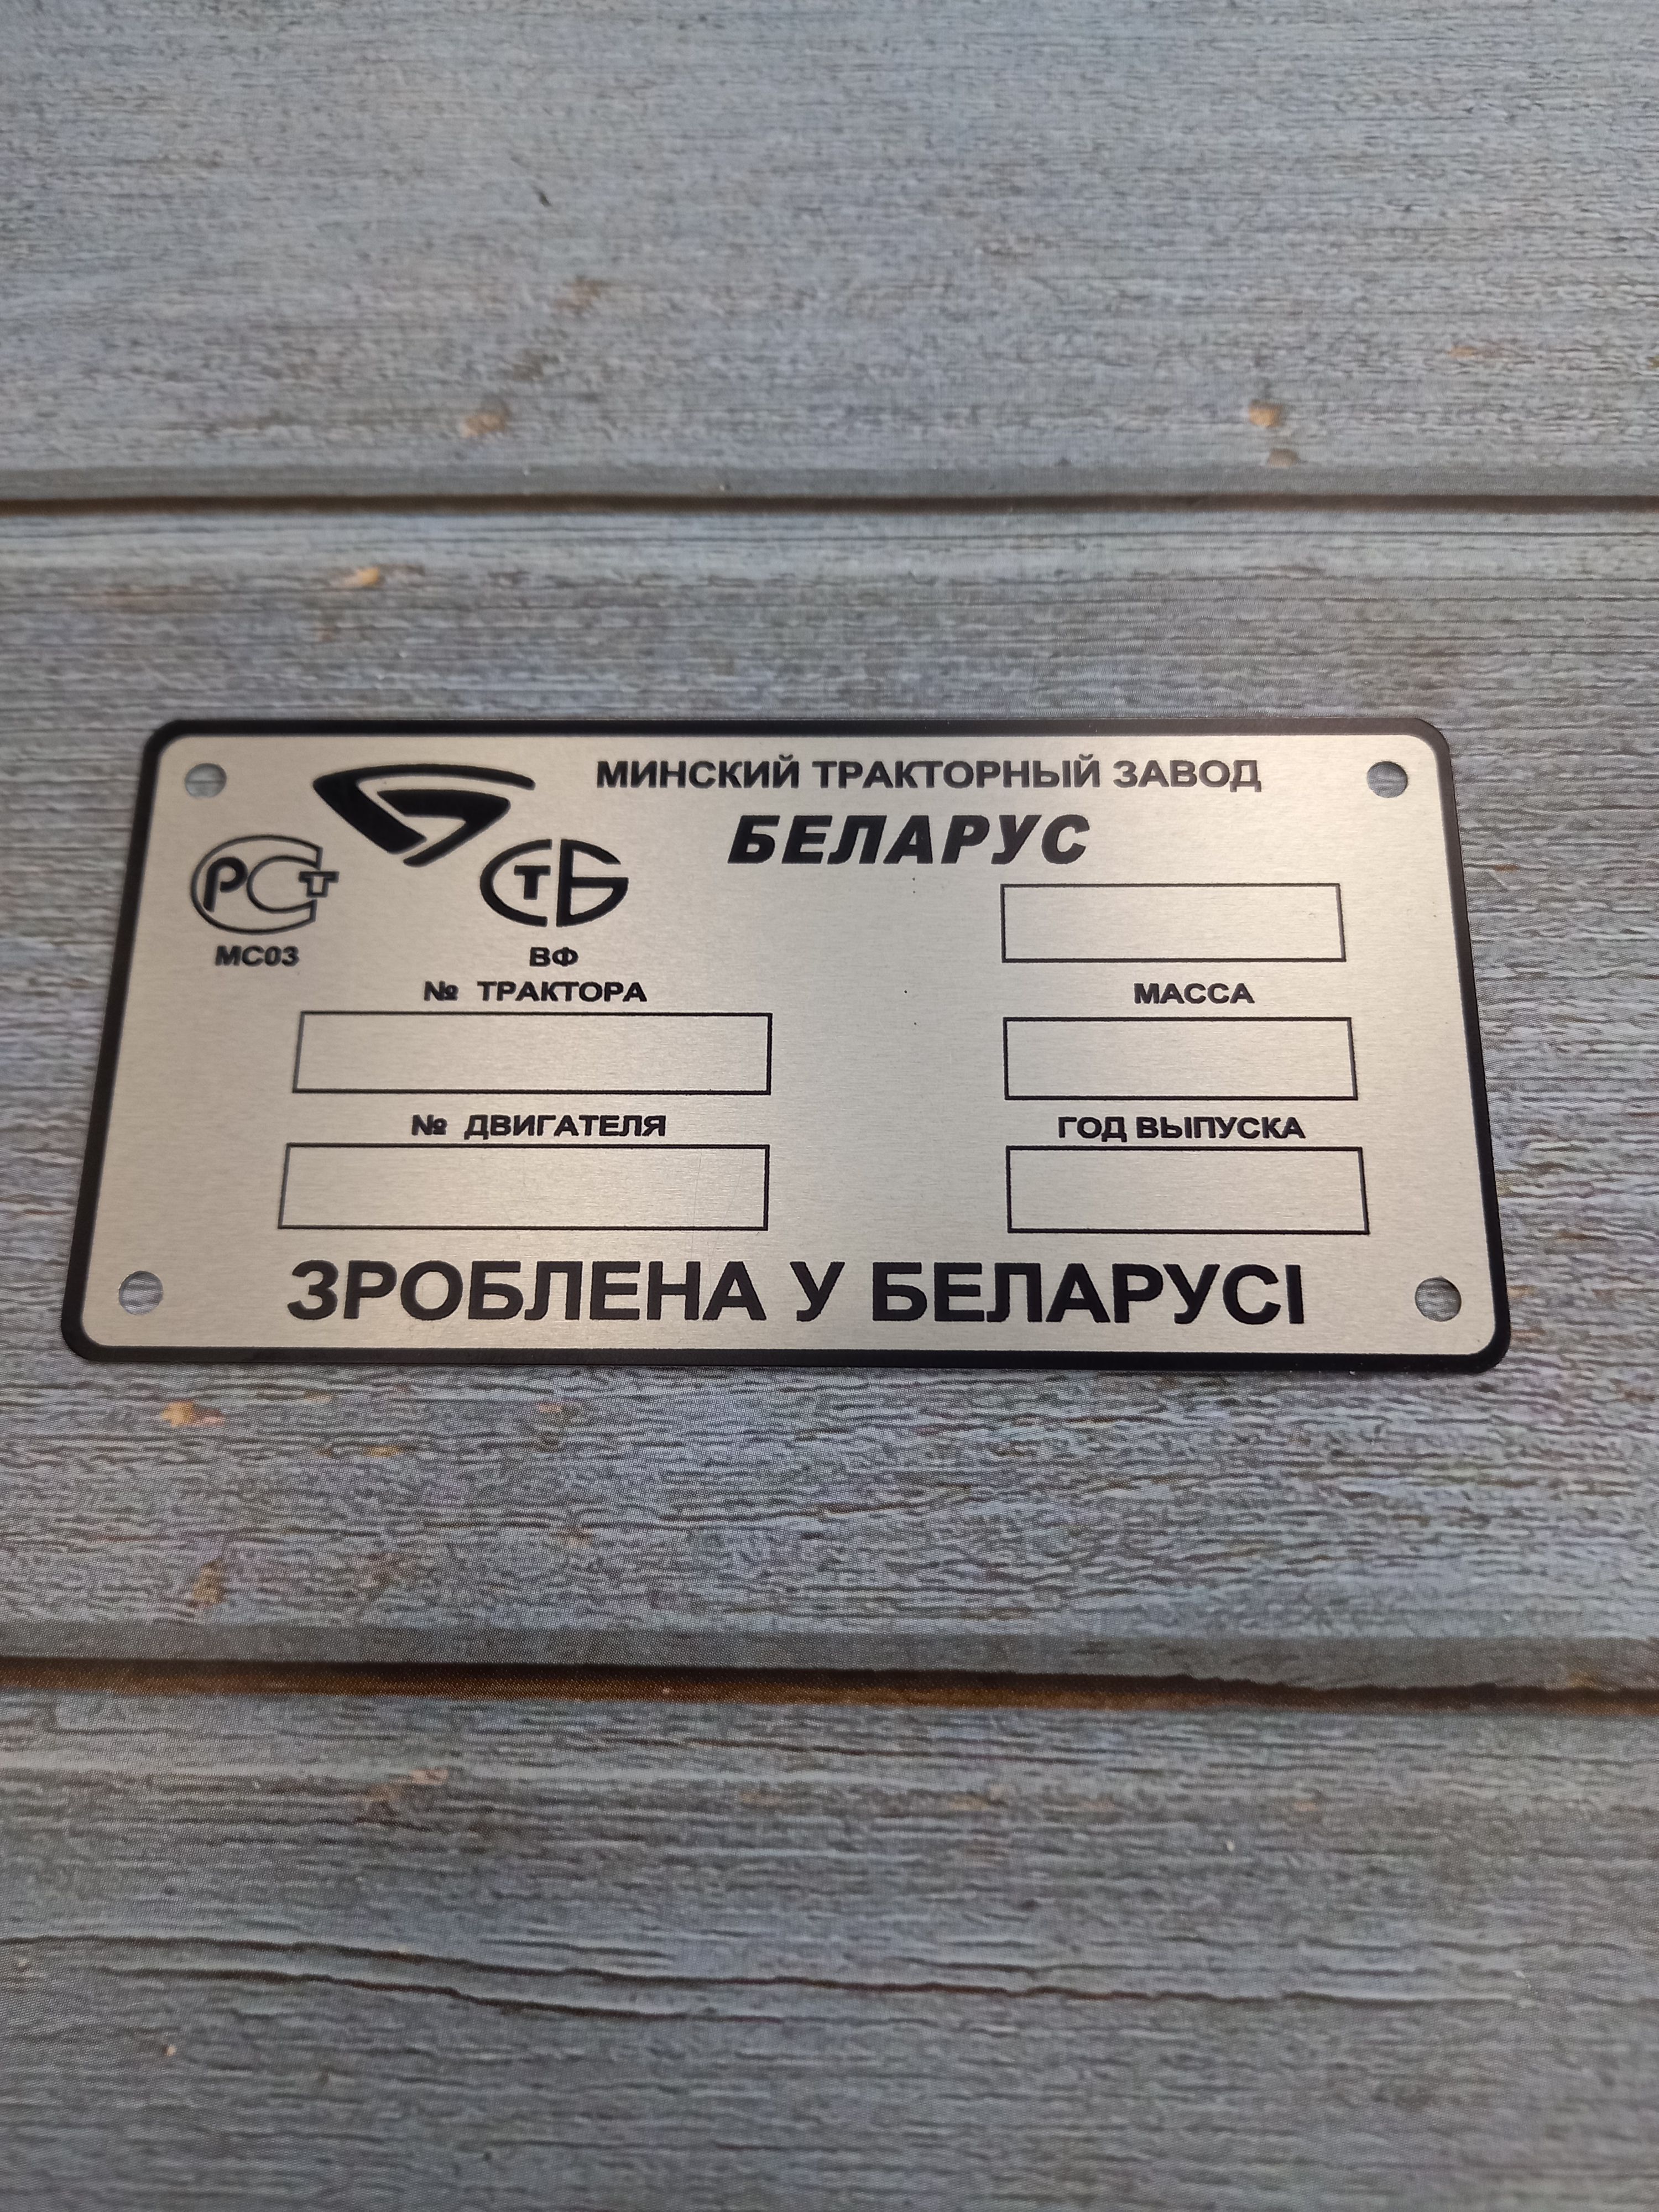 МИНСКИЙ ТРАКТОРНЫЙ ЗАВОД
БЕЛАРУС
РСТ
СТБ
МС03
ВФ
№ ТРАКТОРА
МАССА
№ ДВИГАТЕЛЯ
ГОД ВЫПУСКА
ЗРОБЛЕНА У БЕЛАРУСІ